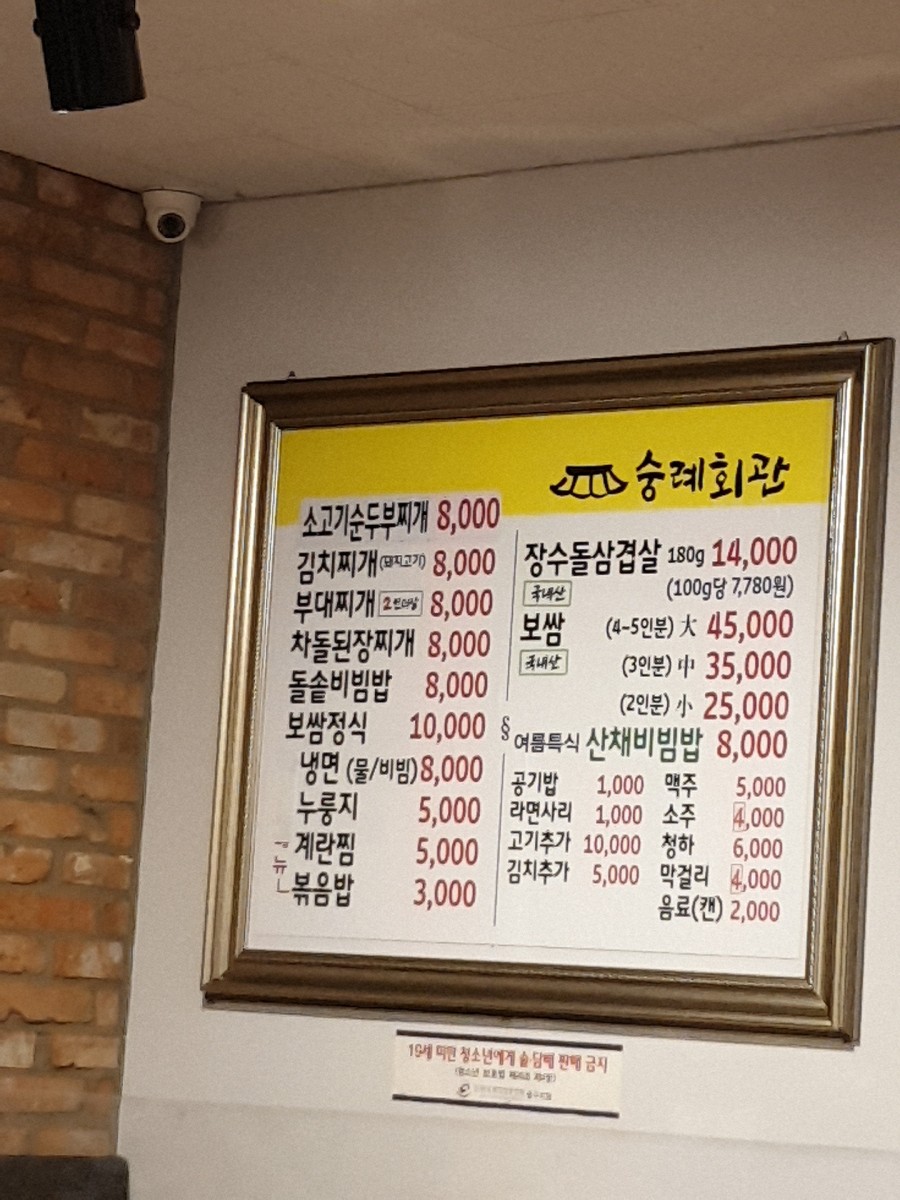 숭례회관
소고기순두부찌개 8,000
김치찌개(돼지고기) 8,000
부대찌개 2인이상 8,000
차돌된장찌개 8,000
돌솥비빔밥 8,000
보쌈정식 10,000
냉면 (물/비빔) 8,000
누룽지 5,000
뉴
계란찜 5,000
볶음밥 3,000
장수돌삼겹살 180g 14,000
국내산 (100g당 7,780원)
보쌈 (4-5인분) 大 45,000
국내산 (3인분) 中 35,000
(2인분) 小 25,000
§ 여름특식 산채비빔밥 8,000
공기밥 1,000
라면사리 1,000
고기추가 10,000
김치추가 5,000
맥주 5,000
소주 4,000
청하 6,000
막걸리 4,000
음료(캔) 2,000
19세 미만 청소년에게 술·담배 판매 금지